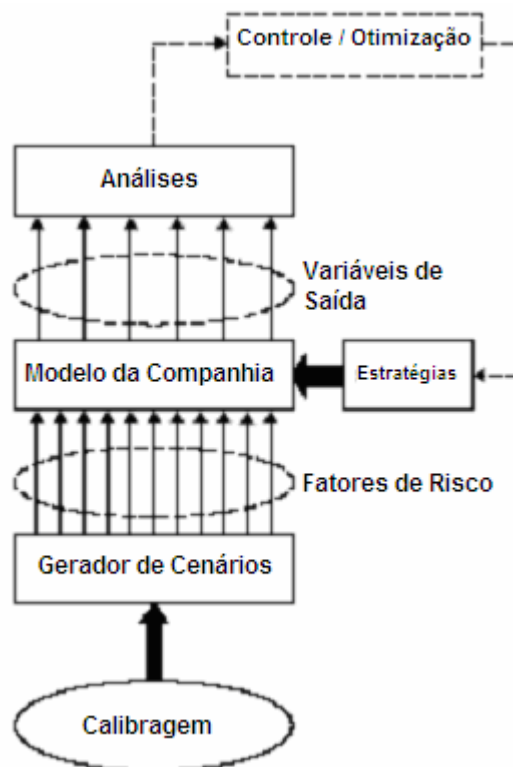 Controle / Otimização
Análises
Variáveis de
Saída
Modelo da Companhia
Estratégias
Fatores de Risco
Gerador de Cenários
Calibragem